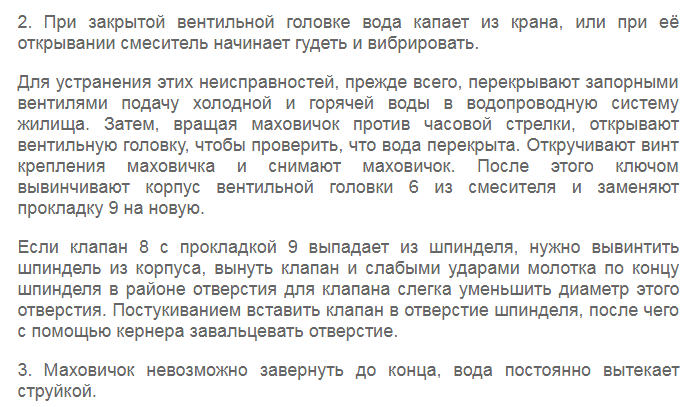 2. При закрытой вентильной головке вода капает из крана, или при её
открывании смеситель начинает гудеть и вибрировать.
Для устранения этих неисправностей, прежде всего, перекрывают запорными
вентилями подачу холодной и горячей воды в водопроводную систему
жилища. Затем, вращая маховичок против часовой стрелки, открывают
вентильную головку, чтобы проверить, что вода перекрыта. Откручивают винт
крепления маховичка и снимают маховичок. После этого ключом
вывинчивают корпус вентильной головки 6 из смесителя и заменяют
прокладку 9 на новую.
Если клапан 8 с прокладкой 9 выпадает из шпинделя, нужно вывинтить
шпиндель из корпуса, вынуть клапан и слабыми ударами молотка по концу
шпинделя в районе отверстия для клапана слегка уменьшить диаметр этого
отверстия. Постукиванием вставить клапан в отверстие шпинделя, после чего
с помощью кернера завальцевать отверстие.
3. Маховичок невозможно завернуть до конца, вода постоянно вытекает
струйкой.